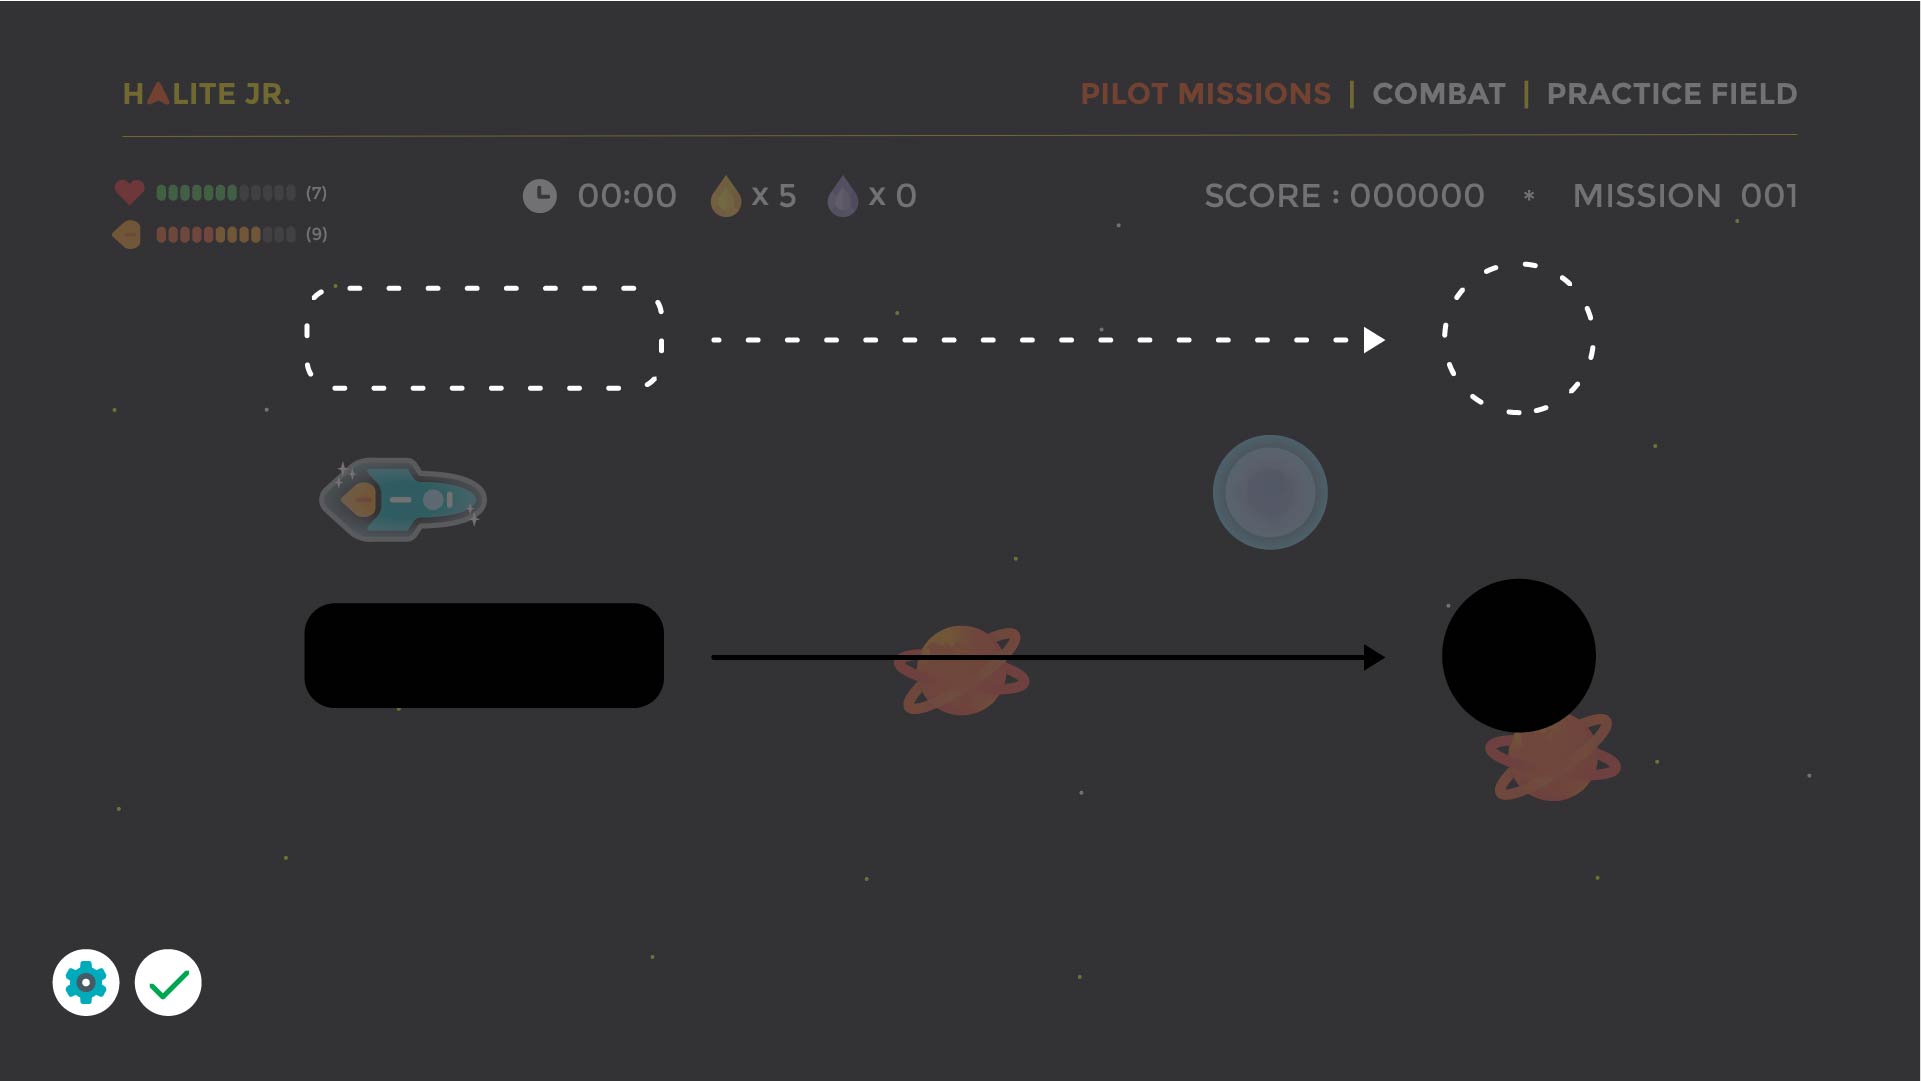 HALITE JR.
PILOT MISSIONS | COMBAT | PRACTICE FIELD
(7)
00:00 x 5 x 0
SCORE : 000000 * MISSION 001
(9)